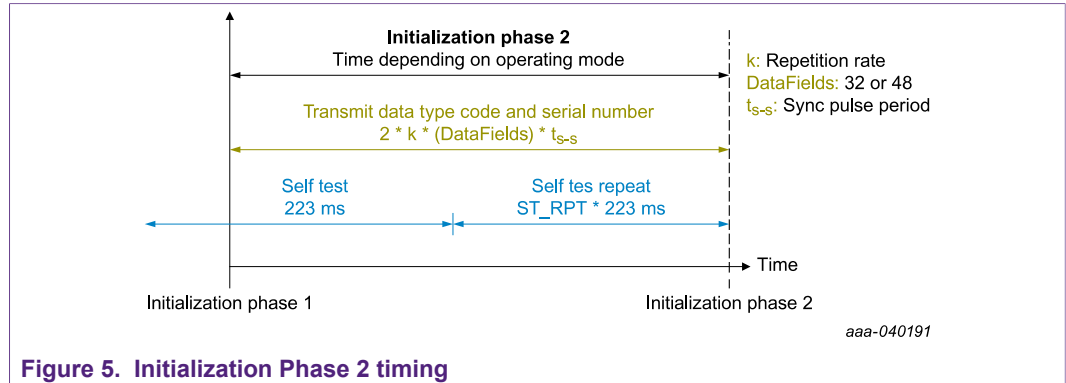 Initialization phase 2
Time depending on operating mode
k: Repetition rate
DataFields: 32 or 48
ts-s: Sync pulse period
Transmit data type code and serial number
2 * k * (DataFields) * ts-s
Self test
223 ms
Self tes repeat
ST_RPT * 223 ms
Time
Initialization phase 1
Initialization phase 2
aaa-040191
Figure 5. Initialization Phase 2 timing